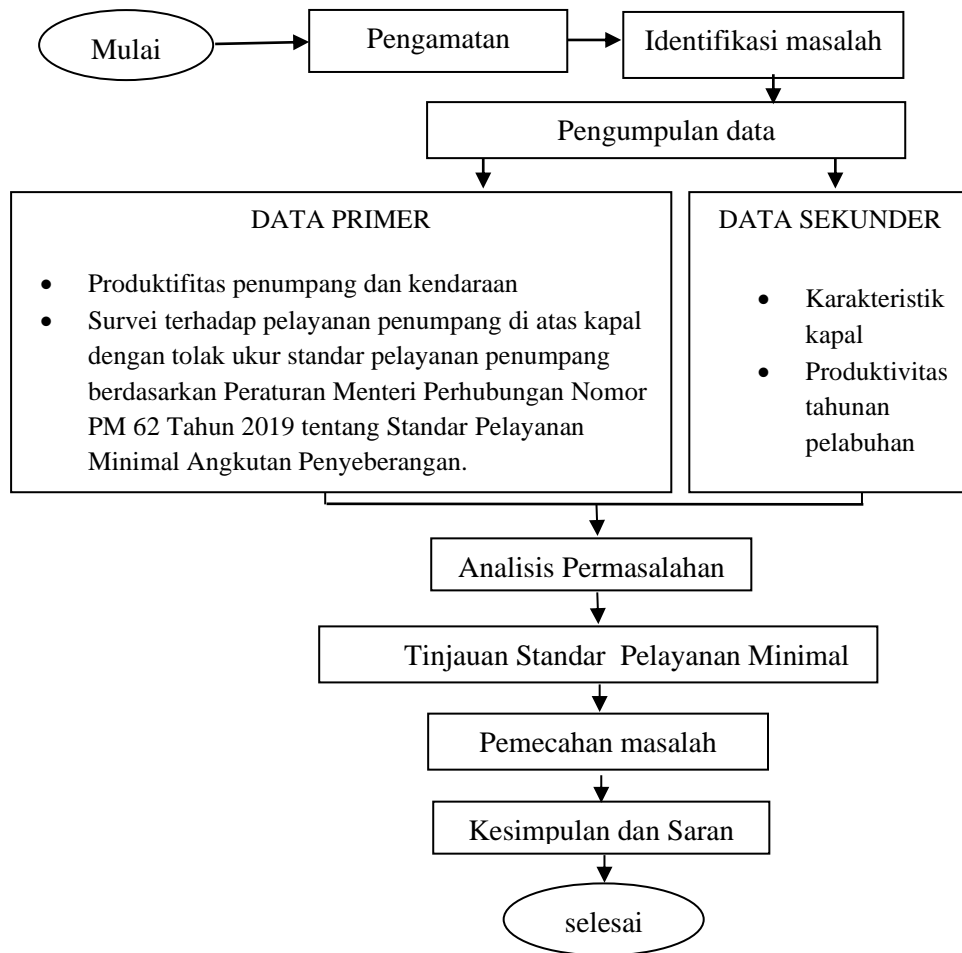 Mulai
Pengamatan
Identifikasi masalah
Pengumpulan data
DATA PRIMER
• Produktifitas penumpang dan kendaraan
• Survei terhadap pelayanan penumpang di atas kapal
dengan tolak ukur standar pelayanan penumpang
berdasarkan Peraturan Menteri Perhubungan Nomor
PM 62 Tahun 2019 tentang Standar Pelayanan
Minimal Angkutan Penyeberangan.
DATA SEKUNDER
• Karakteristik
kapal
• Produktivitas
tahunan
pelabuhan
Analisis Permasalahan
Tinjauan Standar Pelayanan Minimal
Pemecahan masalah
Kesimpulan dan Saran
selesai